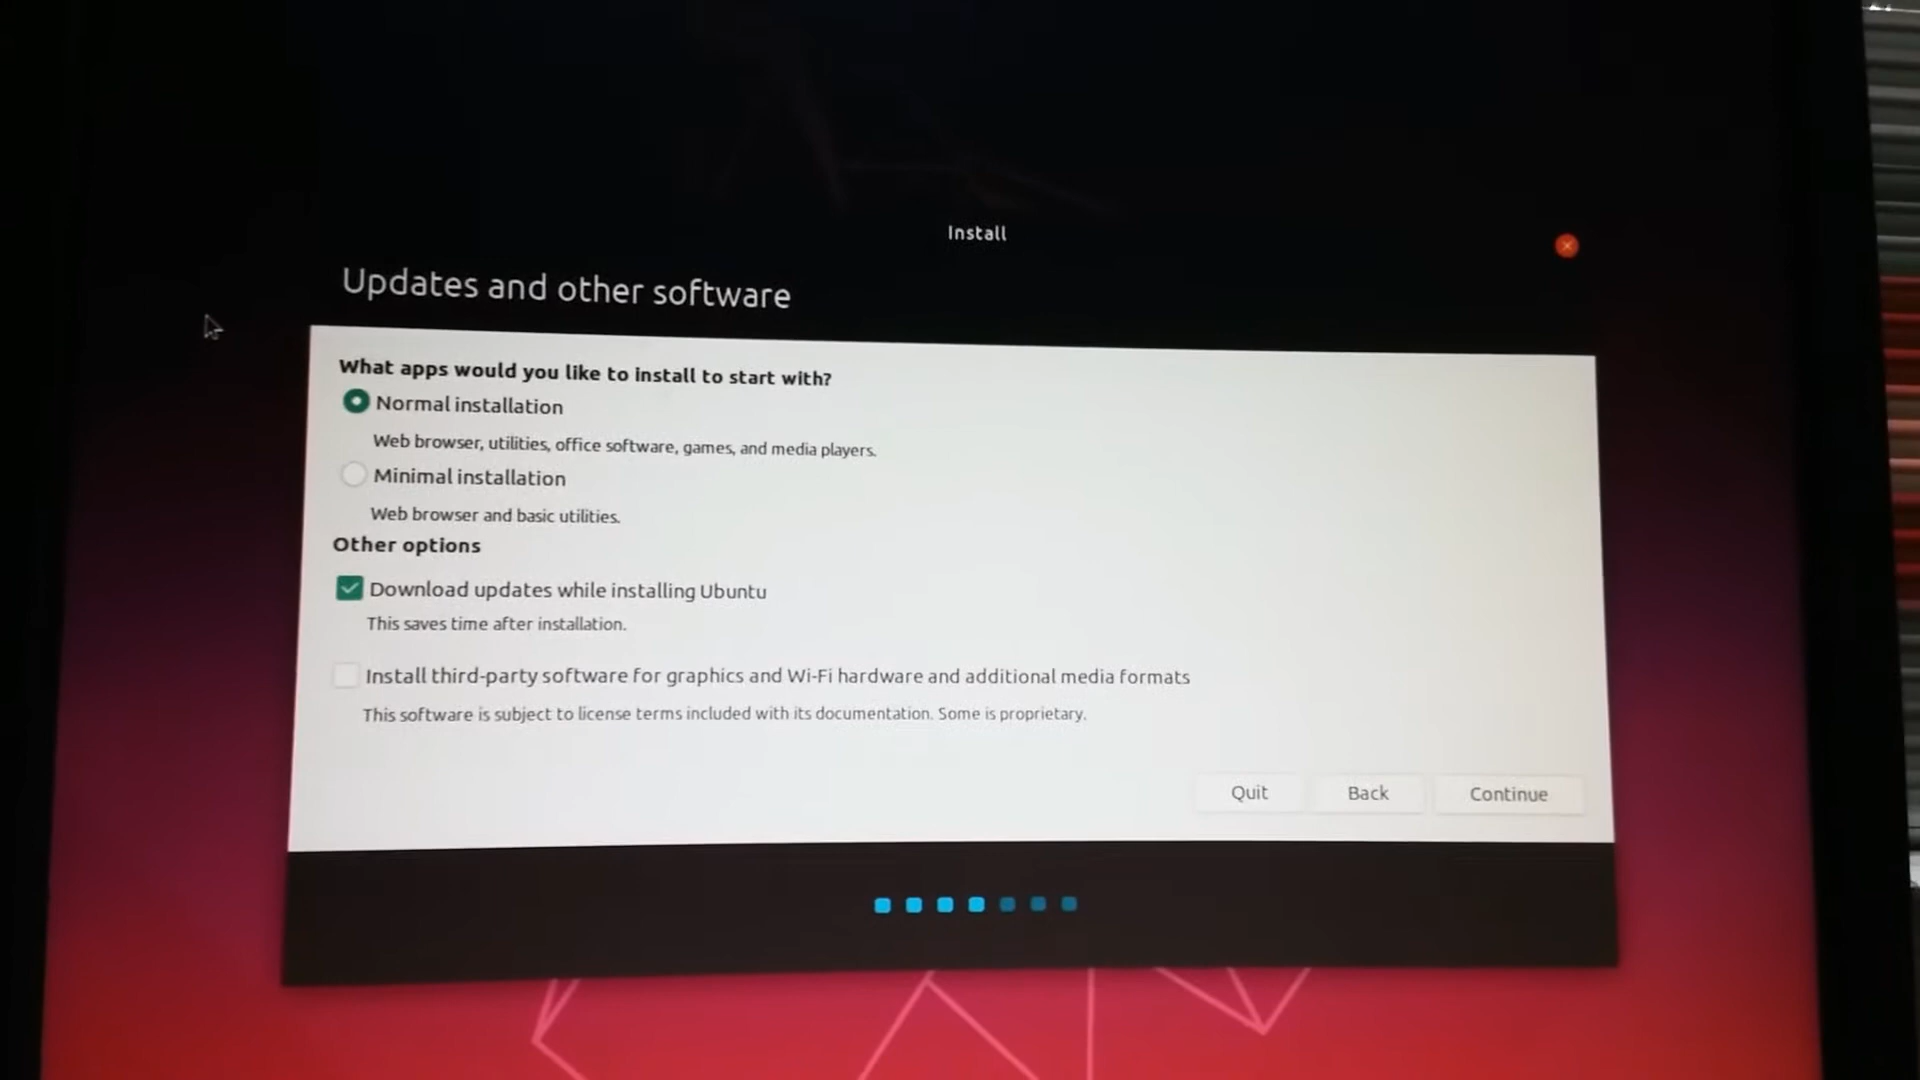 Install
Updates and other software
What apps would you like to install to start with?
Normal installation
Web browser, utilities, office software, games, and media players.
Minimal installation
Web browser and basic utilities.
Other options
Download updates while installing Ubuntu
This saves time after installation.
Install third-party software for graphics and Wi-Fi hardware and additional media formats
This software is subject to license terms included with its documentation. Some is proprietary.
Quit Back Continue